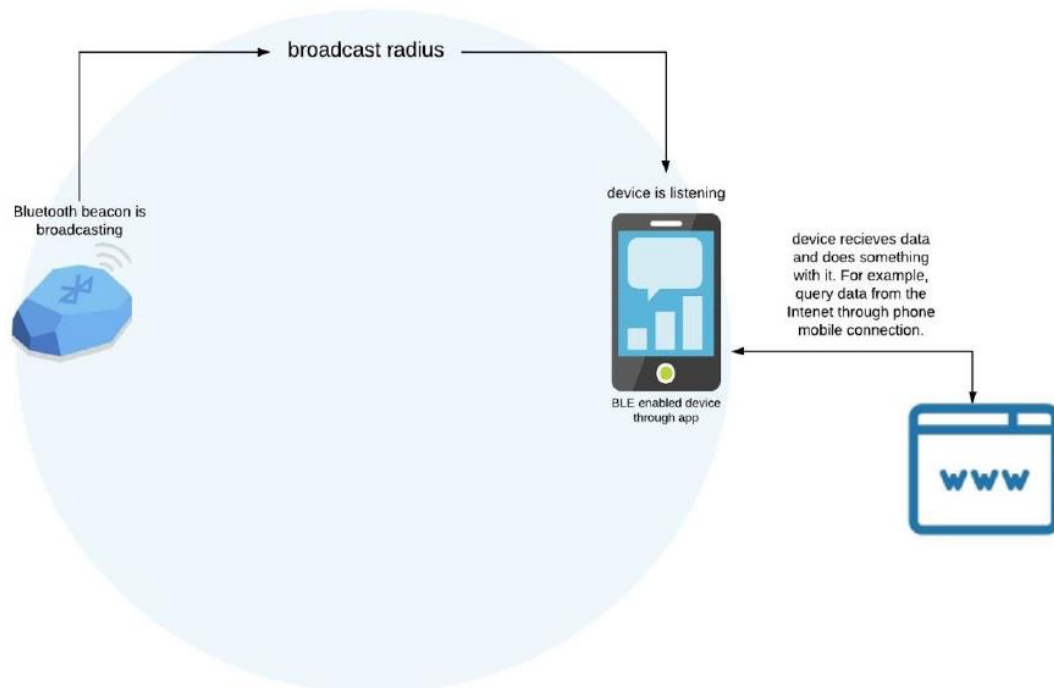 broadcast radius
Bluetooth beacon is
broadcasting
device is listening
device recieves data
and does something
with it. For example,
query data from the
Intenet through phone
mobile connection.
BLE enabled device
through app
www